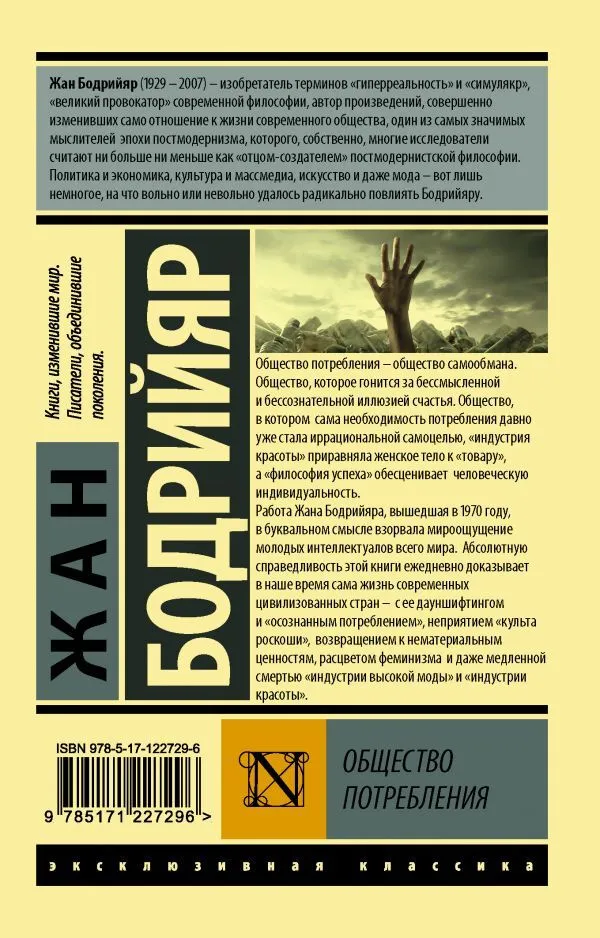 Жан Бодрийяр (1929 – 2007) – изобретатель терминов «гиперреальность» и «симулякр»,
«великий провокатор» современной философии, автор произведений, совершенно
изменивших само отношение к жизни современного общества, один из самых значимых
мыслителей эпохи постмодернизма, которого, собственно, многие исследователи
считают ни больше ни меньше как «отцом-создателем» постмодернистской философии.
Политика и экономика, культура и массмедиа, искусство и даже мода – вот лишь
немногое, на что вольно или невольно удалось радикально повлиять Бодрийяру.
Книги, изменившие мир.
Писатели, объединившие
поколения.
ЖАН
БОДРИЙЯР
Общество потребления – общество самообмана.
Общество, которое гонится за бессмысленной
и бессознательной иллюзией счастья. Общество,
в котором сама необходимость потребления давно
уже стала иррациональной самоцелью, «индустрия
красоты» приравняла женское тело к «товару»,
а «философия успеха» обесценивает человеческую
индивидуальность.
Работа Жана Бодрийяра, вышедшая в 1970 году,
в буквальном смысле взорвала мироощущение
молодых интеллектуалов всего мира. Абсолютную
справедливость этой книги ежедневно доказывает
в наше время сама жизнь современных
цивилизованных стран – с ее дауншифтингом
и «осознанным потреблением», неприятием «культа
роскоши», возвращением к нематериальным
ценностям, расцветом феминизма и даже медленной
смертью «индустрии высокой моды» и «индустрии
красоты».
ISBN 978-5-17-122729-6
9 785171 227296 >
N
ОБЩЕСТВО
ПОТРЕБЛЕНИЯ
эксклюзивная классика